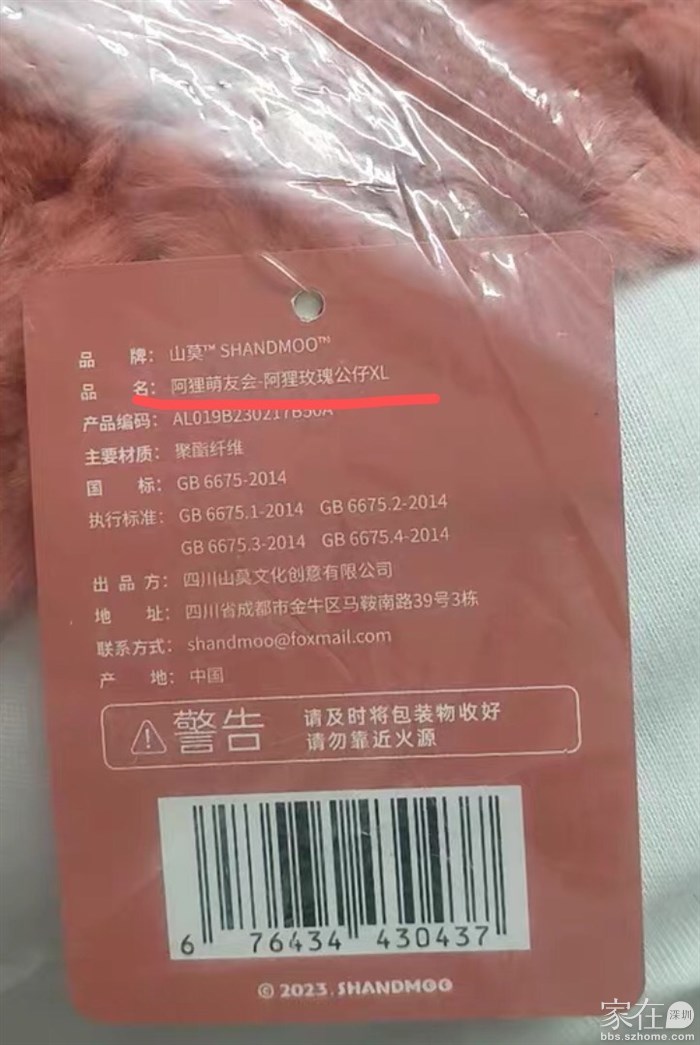 品 牌： 山莫™ SHANDMOO™
品 名： 阿狸萌友会-阿狸玫瑰公仔XL
产品编码： AL019B230217B50A
主要材质： 聚酯纤维
国 标： GB 6675-2014
执行标准： GB 6675.1-2014 GB 6675.2-2014
GB 6675.3-2014 GB 6675.4-2014
出 品 方： 四川山莫文化创意有限公司
地 址： 四川省成都市金牛区马鞍南路39号3栋
联系方式： shandmoo@foxmail.com
产 地： 中国
警告
请及时将包装物收好
请勿靠近火源
6 76434 430437
© 2023. SHANDMOO
家在深圳
bbs.szhome.com